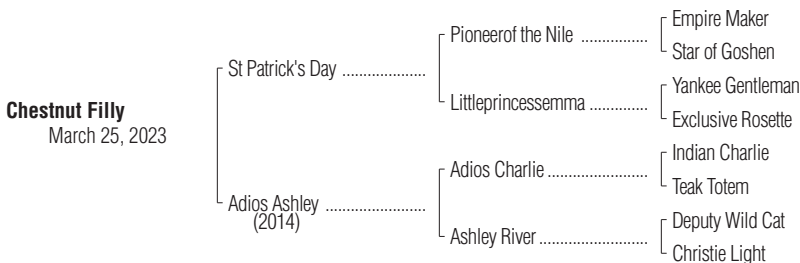 Chestnut Filly
March 25, 2023
St Patrick's Day ....................
Adios Ashley ........................
(2014)
Pioneerof the Nile ................
Littleprincessemma ..............
Adios Charlie ........................
Ashley River ..........................
Empire Maker
Star of Goshen
Yankee Gentleman
Exclusive Rosette
Indian Charlie
Teak Totem
Deputy Wild Cat
Christie Light